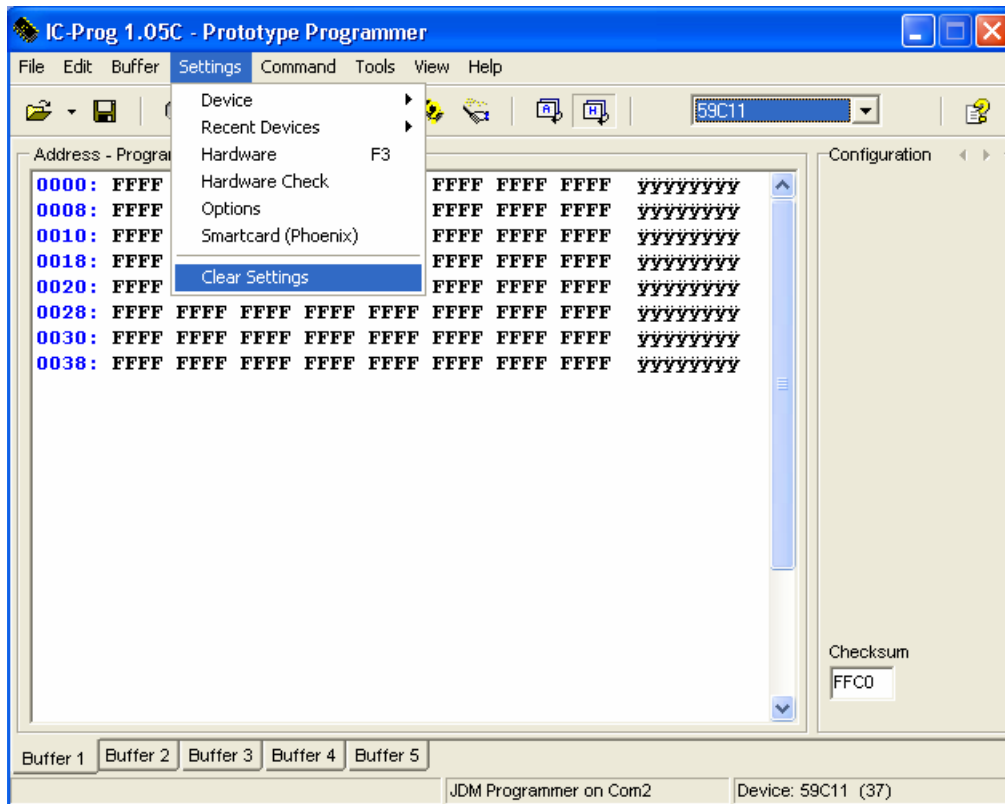 IC-Prog 1.05C - Prototype Programmer
File Edit Buffer Settings Command Tools View Help
59C11
Device
Recent Devices
Hardware F3
Hardware Check
Options
Smartcard (Phoenix)
Clear Settings
Address - Progra
Configuration
0000: FFFF FFFF FFFF FFFF ÿÿÿÿÿÿÿÿ
0008: FFFF FFFF FFFF FFFF ÿÿÿÿÿÿÿÿ
0010: FFFF FFFF FFFF FFFF ÿÿÿÿÿÿÿÿ
0018: FFFF FFFF FFFF FFFF ÿÿÿÿÿÿÿÿ
0020: FFFF FFFF FFFF FFFF ÿÿÿÿÿÿÿÿ
0028: FFFF FFFF FFFF FFFF FFFF FFFF FFFF FFFF ÿÿÿÿÿÿÿÿ
0030: FFFF FFFF FFFF FFFF FFFF FFFF FFFF FFFF ÿÿÿÿÿÿÿÿ
0038: FFFF FFFF FFFF FFFF FFFF FFFF FFFF FFFF ÿÿÿÿÿÿÿÿ
Checksum
FFC0
Buffer 1 Buffer 2 Buffer 3 Buffer 4 Buffer 5
JDM Programmer on Com2 Device: 59C11 (37)